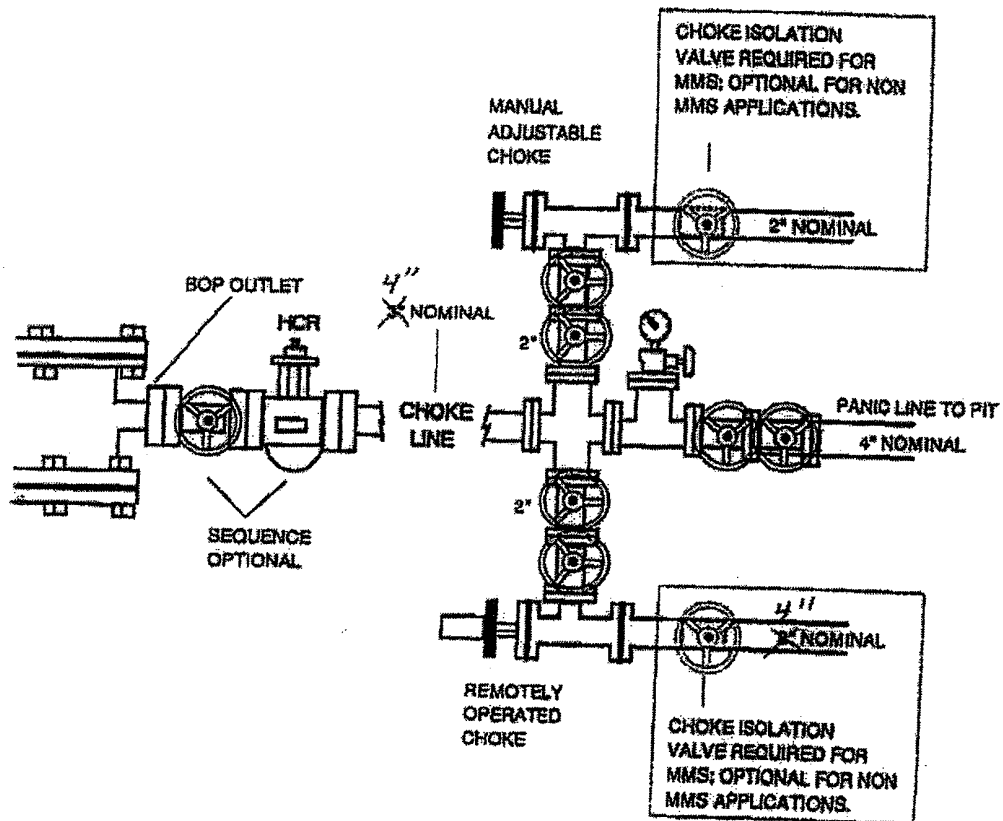 CHOKE ISOLATION
VALVE REQUIRED FOR
MMS; OPTIONAL FOR NON
MMS APPLICATIONS.
MANUAL
ADJUSTABLE
CHOKE
2" NOMINAL
BOP OUTLET
4"
3" NOMINAL
HCR
2"
CHOKE
LINE
PANIC LINE TO PIT
4" NOMINAL
2"
SEQUENCE
OPTIONAL
4"
NOMINAL
REMOTELY
OPERATED
CHOKE
CHOKE ISOLATION
VALVE REQUIRED FOR
MMS; OPTIONAL FOR NON
MMS APPLICATIONS.